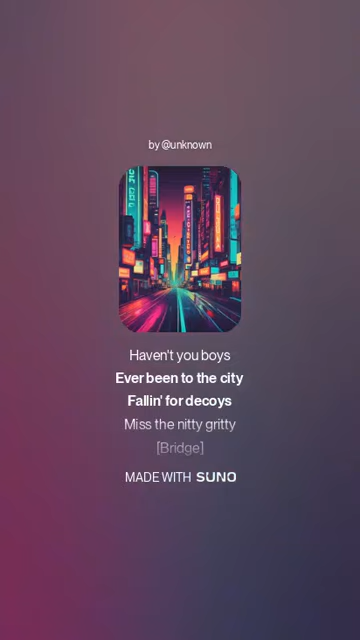 by @unknown
Haven't you boys
Ever been to the city
Fallin' for decoys
Miss the nitty gritty
[Bridge]
MADE WITH SUNO